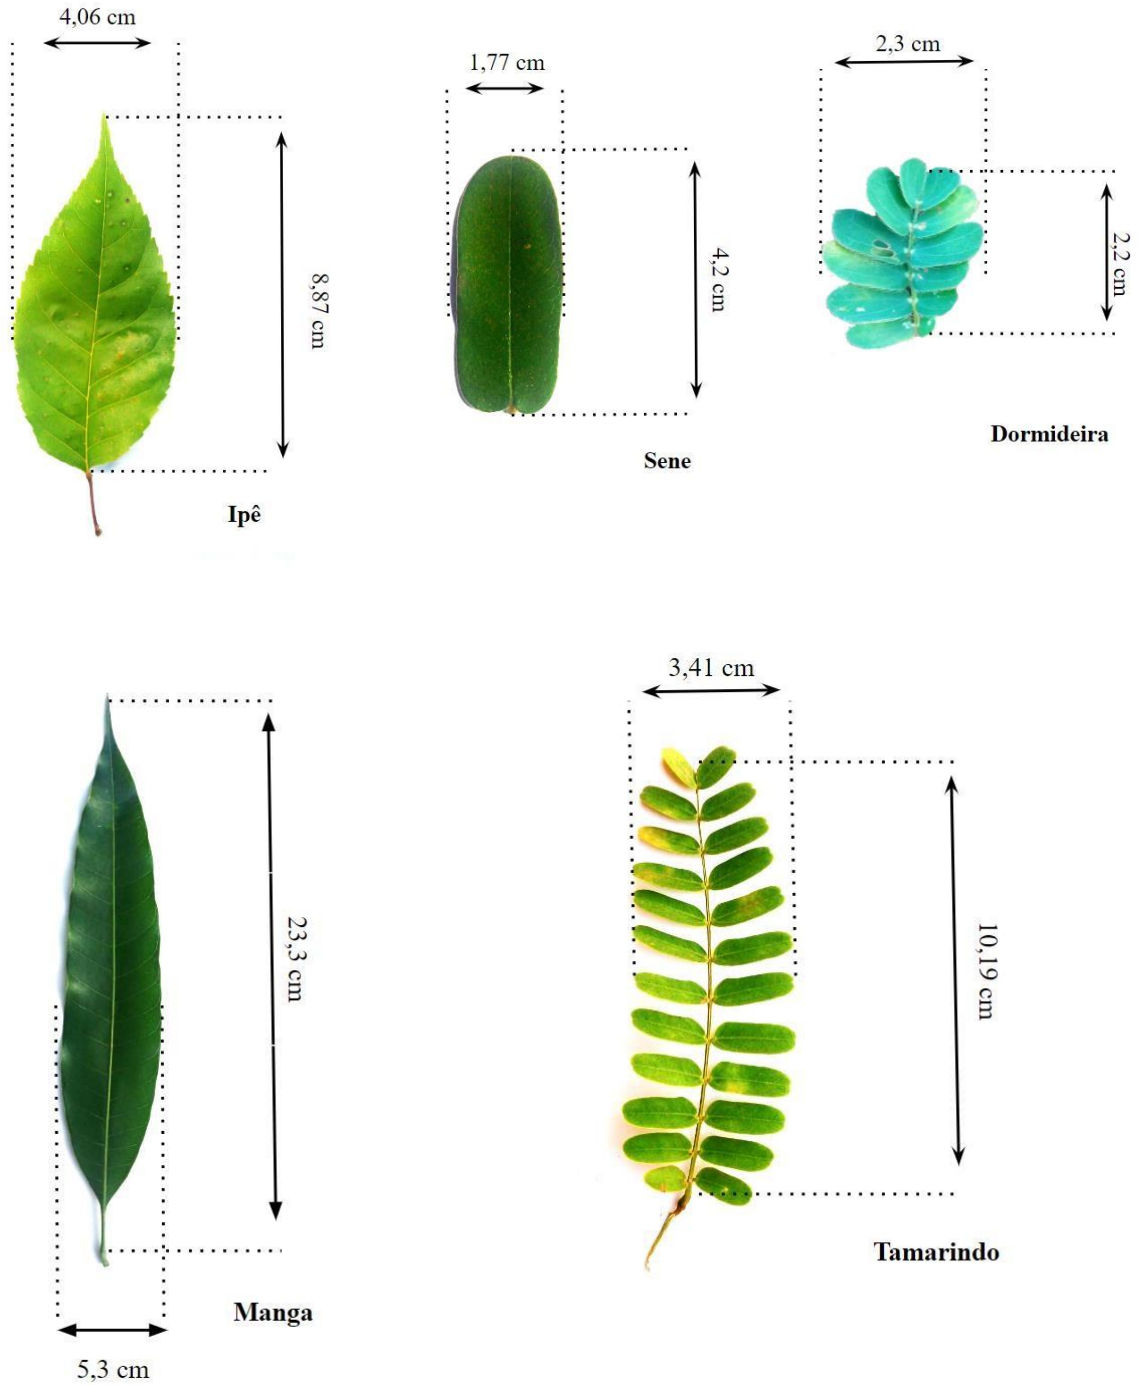 4,06 cm
8,87 cm
Ipê
1,77 cm
4,2 cm
Sene
2,3 cm
2,2 cm
Dormideira
23,3 cm
5,3 cm
Manga
3,41 cm
10,19 cm
Tamarindo